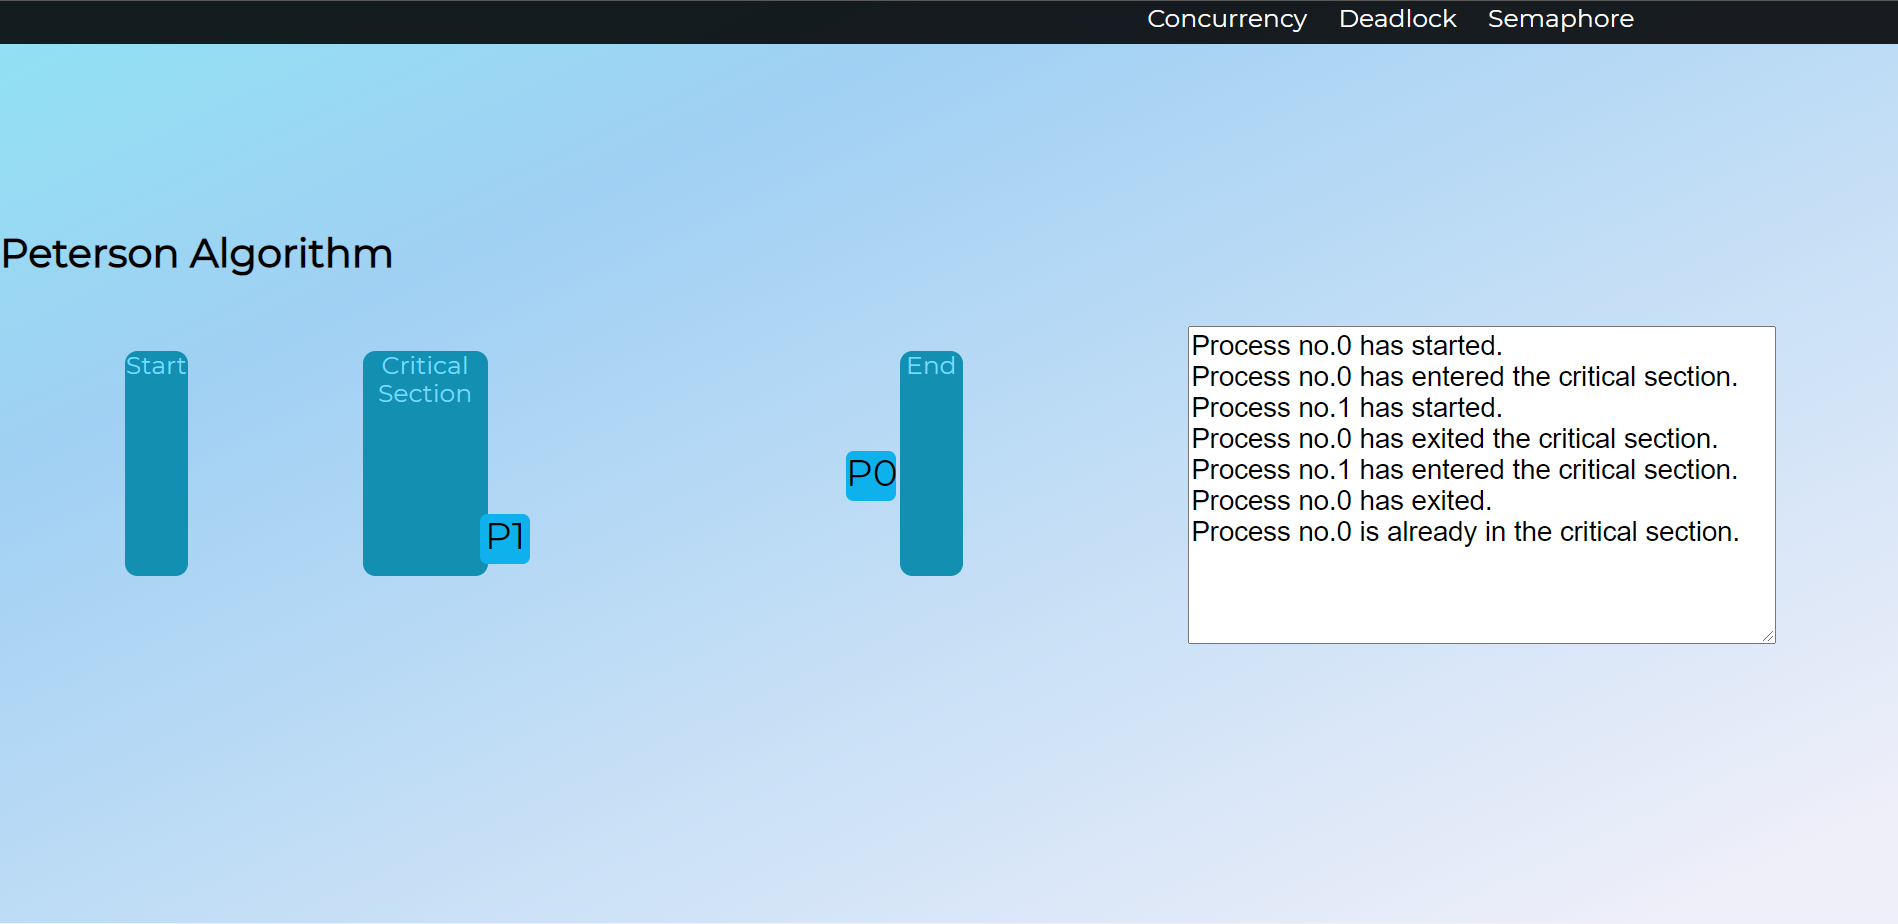 Concurrency Deadlock Semaphore
Peterson Algorithm
Start
Critical
Section
End
P0
P1
Process no.0 has started.
Process no.0 has entered the critical section.
Process no.1 has started.
Process no.0 has exited the critical section.
Process no.1 has entered the critical section.
Process no.0 has exited.
Process no.0 is already in the critical section.